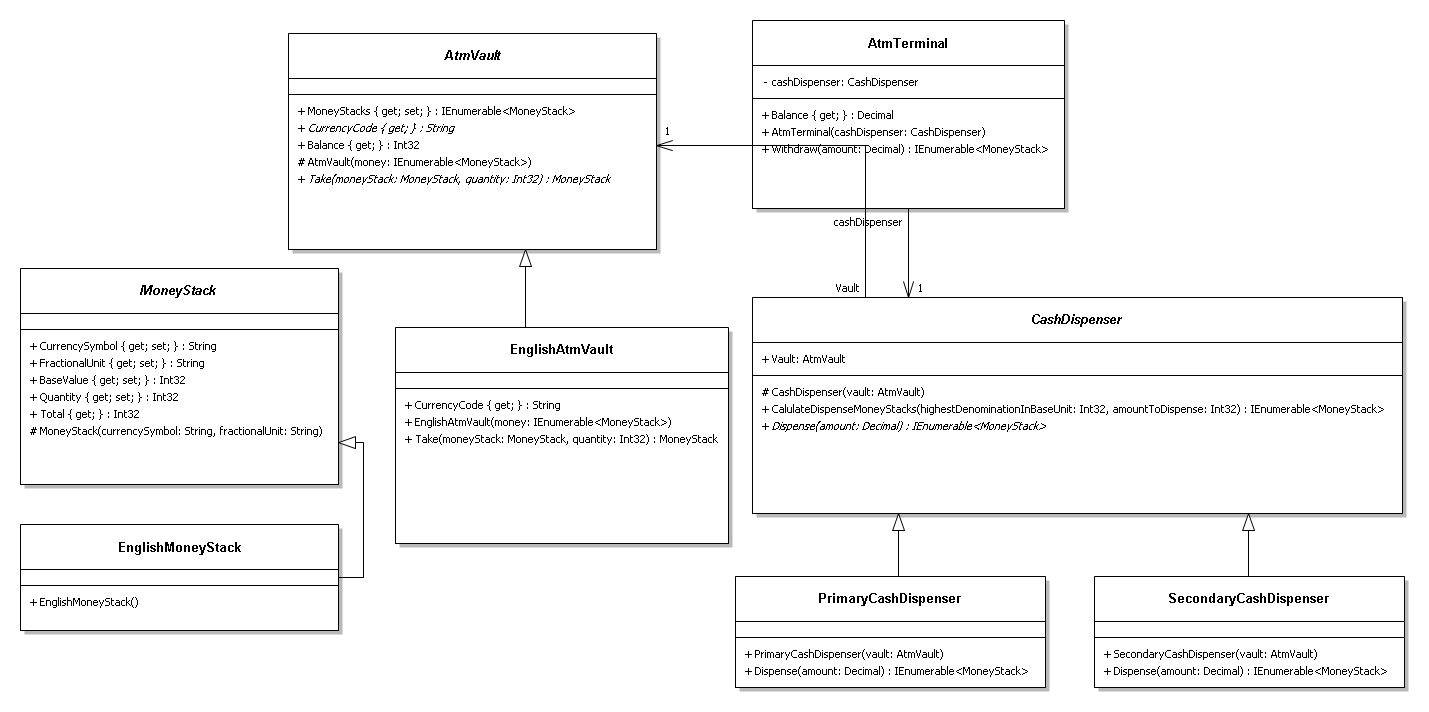 AtmVault
+ MoneyStacks { get; set; } : IEnumerable<MoneyStack>
+ CurrencyCode { get; } : String
+ Balance { get; } : Int32
# AtmVault(money: IEnumerable<MoneyStack>)
+ Take(moneyStack: MoneyStack, quantity: Int32) : MoneyStack
1
AtmTerminal
- cashDispenser: CashDispenser
+ Balance { get; } : Decimal
+ AtmTerminal(cashDispenser: CashDispenser)
+ Withdraw(amount: Decimal) : IEnumerable<MoneyStack>
cashDispenser
Vault
1
MoneyStack
+ CurrencySymbol { get; set; } : String
+ FractionalUnit { get; set; } : String
+ BaseValue { get; set; } : Int32
+ Quantity { get; set; } : Int32
+ Total { get; } : Int32
# MoneyStack(currencySymbol: String, fractionalUnit: String)
EnglishAtmVault
+ CurrencyCode { get; } : String
+ EnglishAtmVault(money: IEnumerable<MoneyStack>)
+ Take(moneyStack: MoneyStack, quantity: Int32) : MoneyStack
CashDispenser
+ Vault: AtmVault
# CashDispenser(vault: AtmVault)
+ CalulateDispenseMoneyStacks(highestDenominationInBaseUnit: Int32, amountToDispense: Int32) : IEnumerable<MoneyStack>
+ Dispense(amount: Decimal) : IEnumerable<MoneyStack>
EnglishMoneyStack
+ EnglishMoneyStack()
PrimaryCashDispenser
+ PrimaryCashDispenser(vault: AtmVault)
+ Dispense(amount: Decimal) : IEnumerable<MoneyStack>
SecondaryCashDispenser
+ SecondaryCashDispenser(vault: AtmVault)
+ Dispense(amount: Decimal) : IEnumerable<MoneyStack>